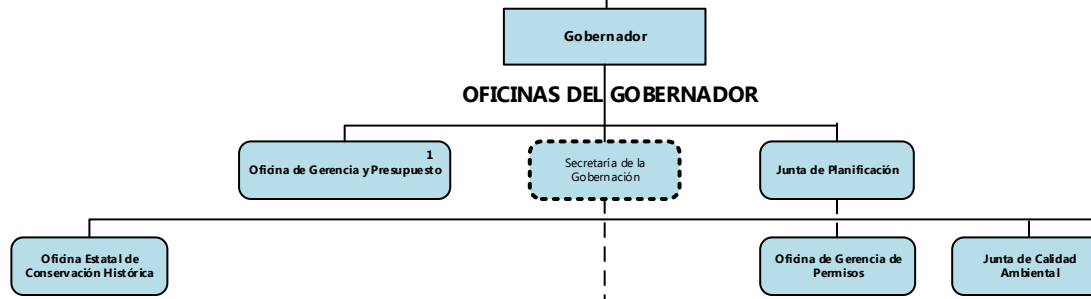 Gobernador
OFICINAS DEL GOBERNADOR
1
Oficina de Gerencia y Presupuesto
Secretaría de la
Gobernación
Junta de Planificación
Oficina Estatal de
Conservación Histórica
Oficina de Gerencia de
Permisos
Junta de Calidad
Ambiental